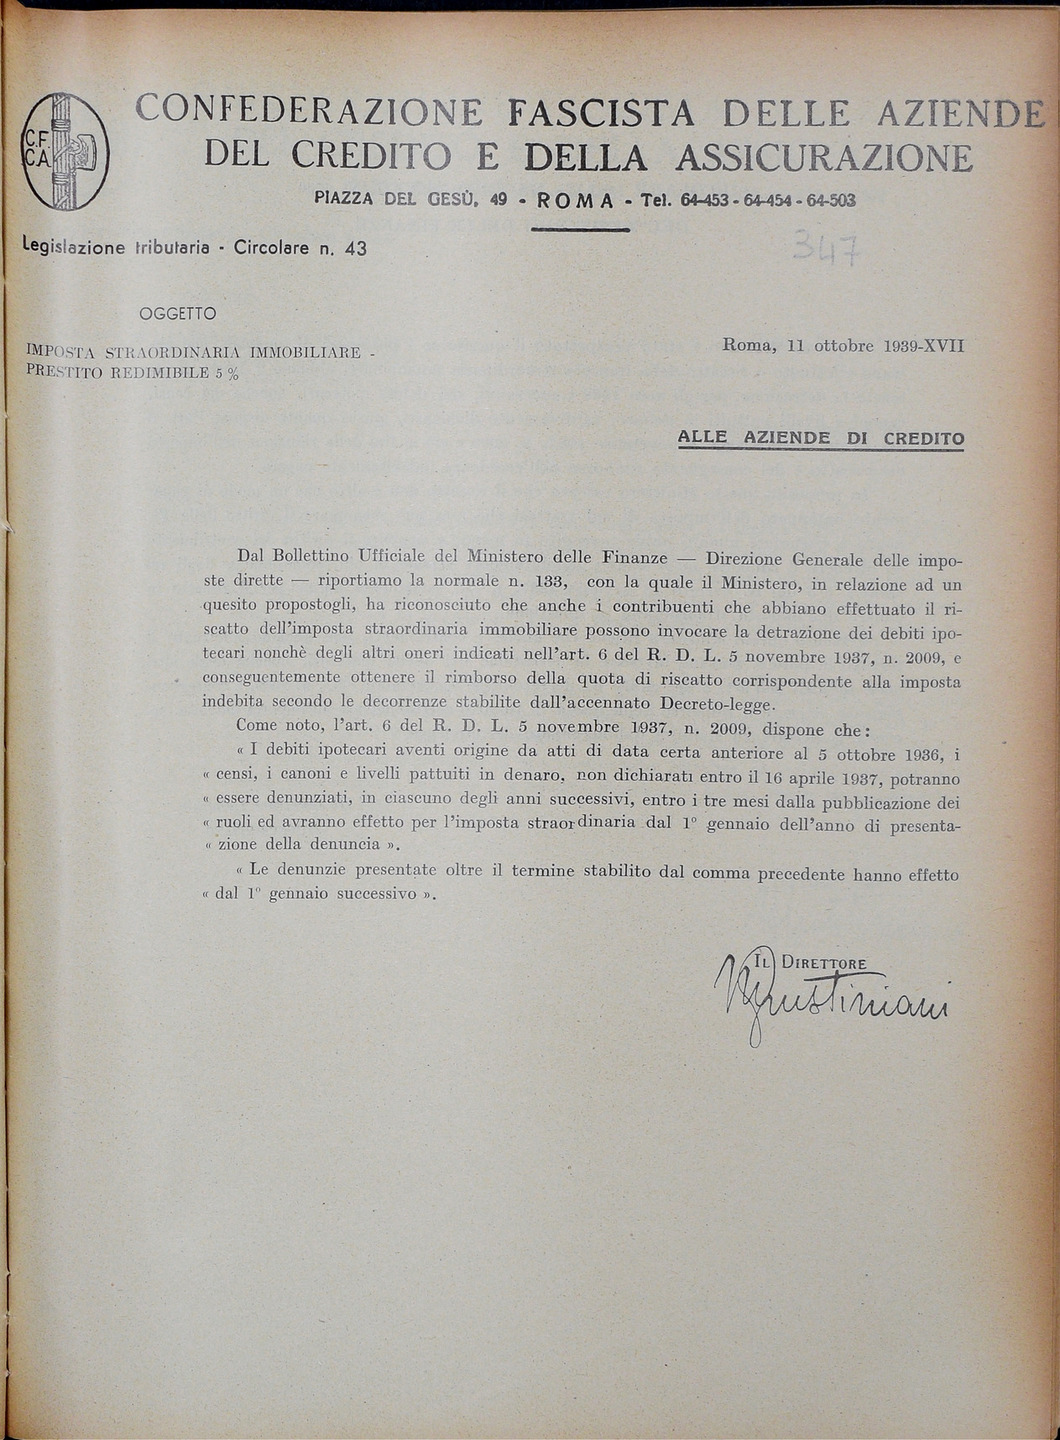 C.F.
C.A.
CONFEDERAZIONE FASCISTA DELLE AZIENDE
DEL CREDITO E DELLA ASSICURAZIONE
PIAZZA DEL GESÙ, 49 - ROMA - Tel. 64-453 - 64-454 - 64-503
Legislazione tributaria - Circolare n. 43
347
OGGETTO
IMPOSTA STRAORDINARIA IMMOBILIARE -
PRESTITO REDIMIBILE 5 %
Roma, 11 ottobre 1939-XVII
ALLE AZIENDE DI CREDITO
Dal Bollettino Ufficiale del Ministero delle Finanze — Direzione Generale delle impo-
ste dirette — riportiamo la normale n. 133, con la quale il Ministero, in relazione ad un
quesito propostogli, ha riconosciuto che anche i contribuenti che abbiano effettuato il ri-
scatto dell'imposta straordinaria immobiliare possono invocare la detrazione dei debiti ipo-
tecari nonchè degli altri oneri indicati nell'art. 6 del R. D. L. 5 novembre 1937, n. 2009, e
conseguentemente ottenere il rimborso della quota di riscatto corrispondente alla imposta
indebita secondo le decorrenze stabilite dall'accennato Decreto-legge.
Come noto, l'art. 6 del R. D. L. 5 novembre 1937, n. 2009, dispone che:
« I debiti ipotecari aventi origine da atti di data certa anteriore al 5 ottobre 1936, i
« censi, i canoni e livelli pattuiti in denaro, non dichiarati entro il 16 aprile 1937, potranno
« essere denunziati, in ciascuno degli anni successivi, entro i tre mesi dalla pubblicazione dei
« ruoli ed avranno effetto per l'imposta straordinaria dal 1° gennaio dell'anno di presenta-
« zione della denuncia ».
« Le denunzie presentate oltre il termine stabilito dal comma precedente hanno effetto
« dal 1° gennaio successivo ».
IL DIRETTORE
Giustiniani